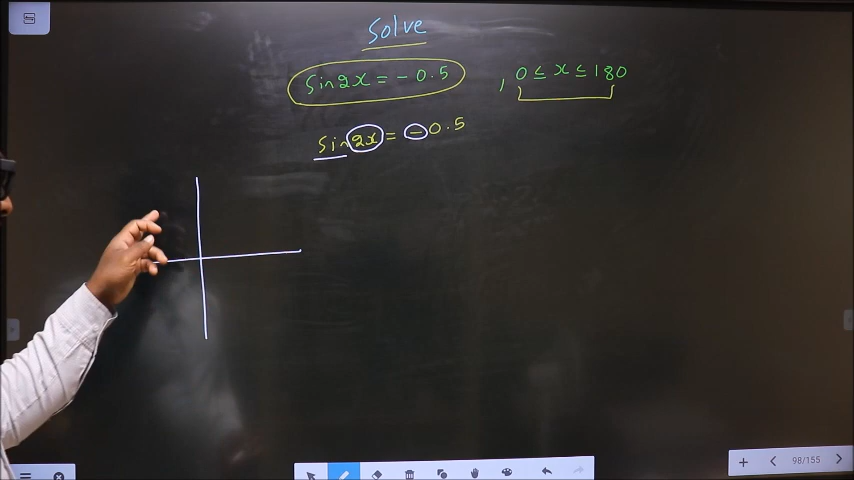 Solve
Sin2x = - 0.5 , 0 ≤ x ≤ 180
Sin2x = - 0.5
98/155